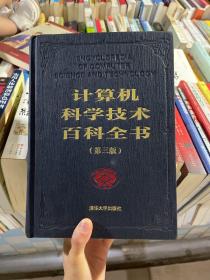 ENCYCLOPEDIA
OF COMPUTER
SCIENCE AND TECHNOLOGY
计算机
科学技术
百科全书
(第三版)
清华大学出版社